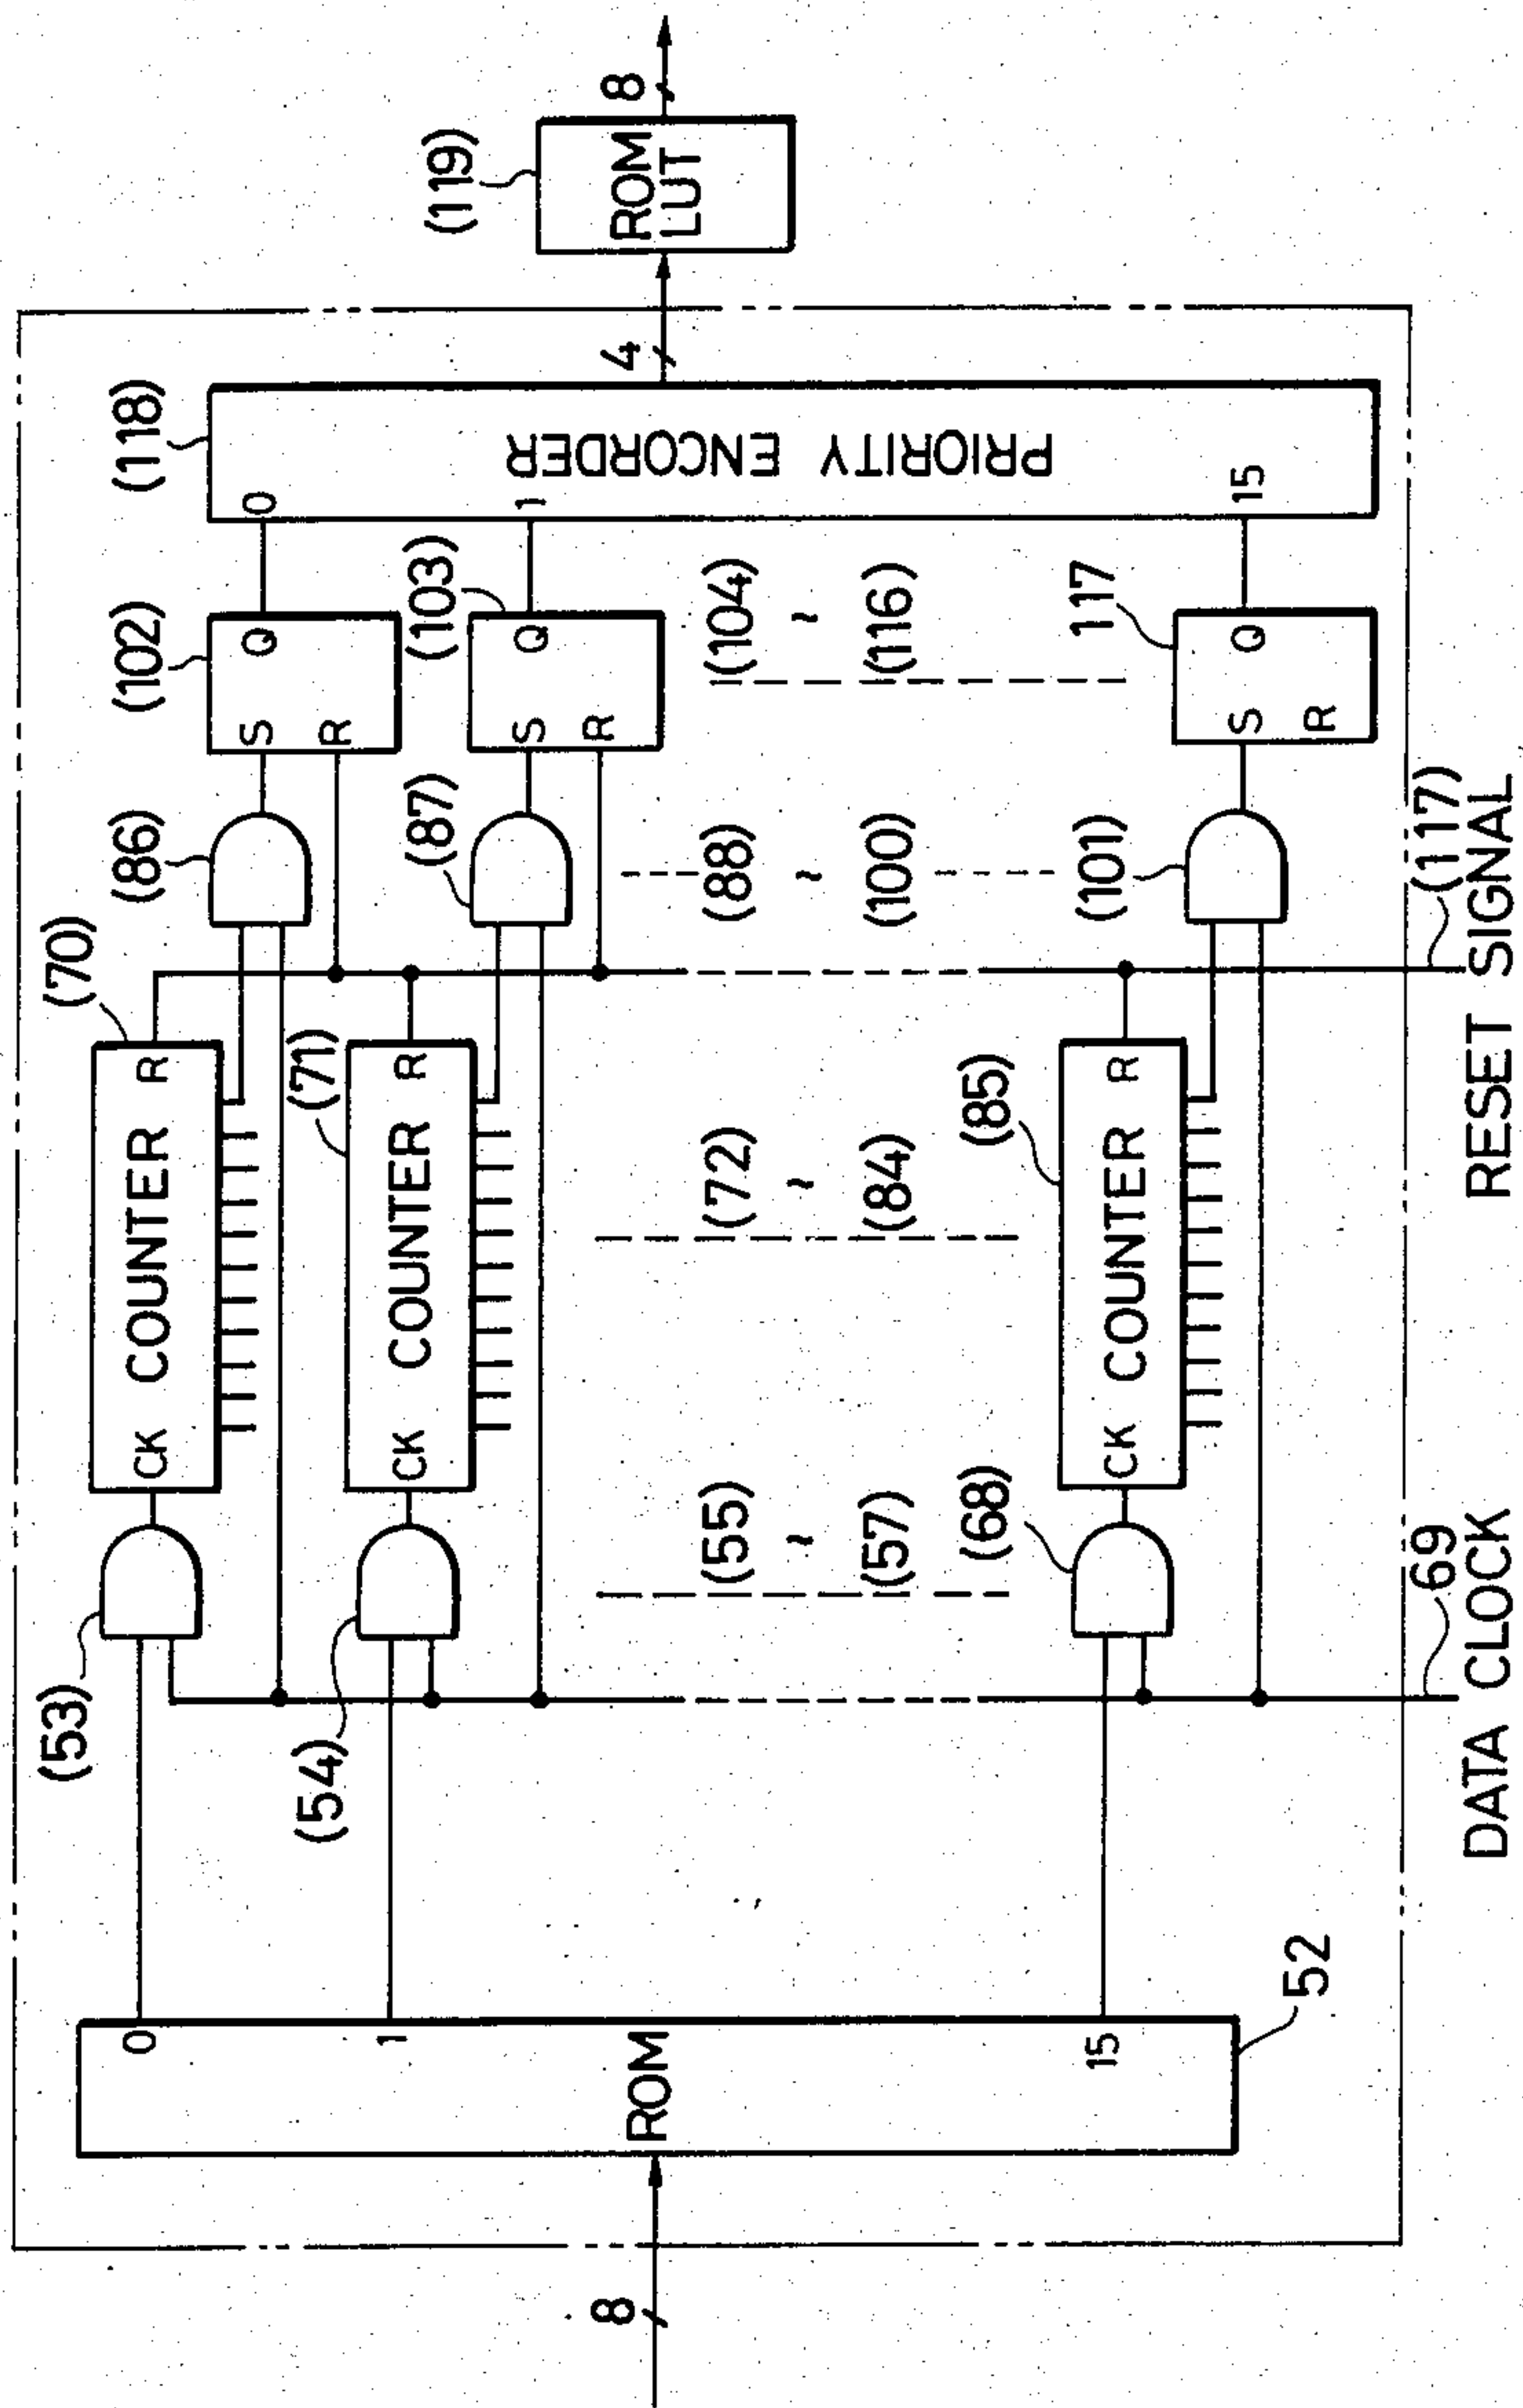 8
ROM
0
1
15
52
(53)
(54)
(55)
~
(57)
(68)
DATA CLOCK
69
CK COUNTER R
(70)
CK COUNTER R
(71)
(72)
~
(84)
CK COUNTER R
(85)
RESET SIGNAL
(117)
(86)
(87)
(88)
~
(100)
(101)
S
R
Q
(102)
S
R
Q
(103)
(104)
~
(116)
S
R
Q
117
0
1
15
PRIORITY ENCORDER
(118)
4
ROM
LUT
(119)
8